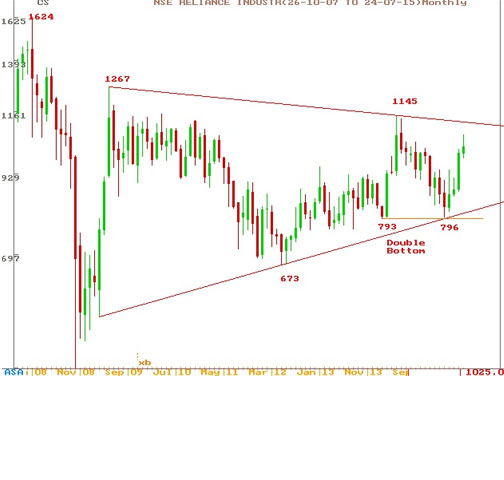 CS NSE RELIANCE INDUSTR(26-10-07 TO 24-07-15)Monthly
1625
1624
1393
1267
1145
1161
929
793
796
Double
Bottom
697
673
xb
ASA 08 Nov|08 Sep|09 Jul|10 May|11 Mar|12 Jan|13 Nov|13 Se 1025.0